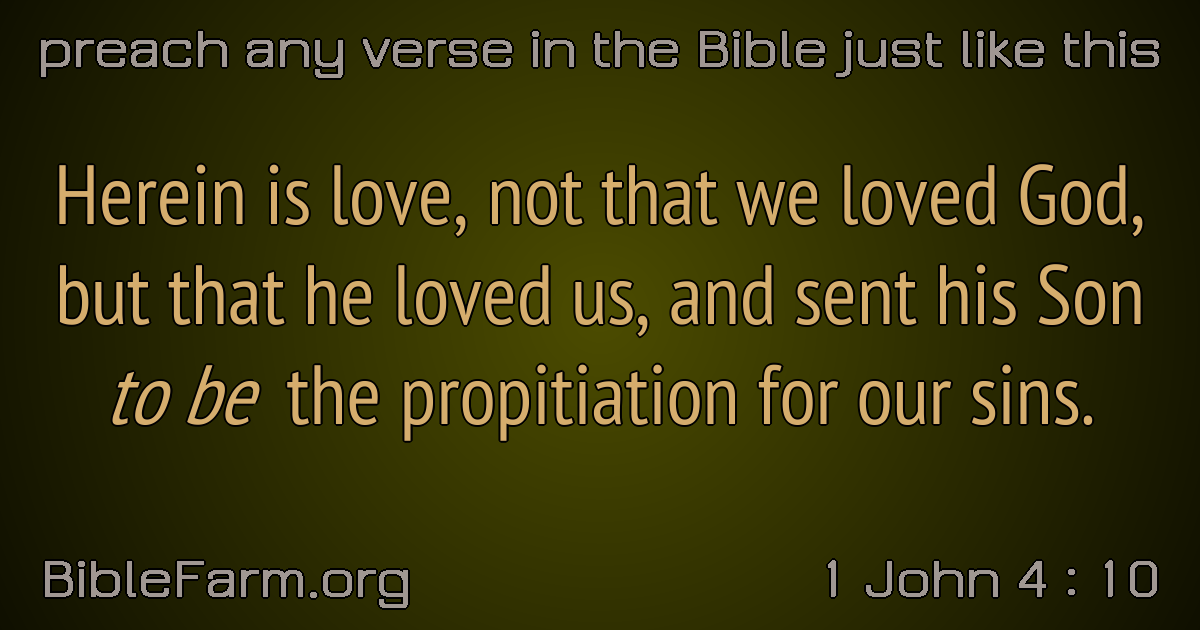 preach any verse in the Bible just like this
Herein is love, not that we loved God,
but that he loved us, and sent his Son
to be the propitiation for our sins.
BibleFarm.org
1 John 4 : 10